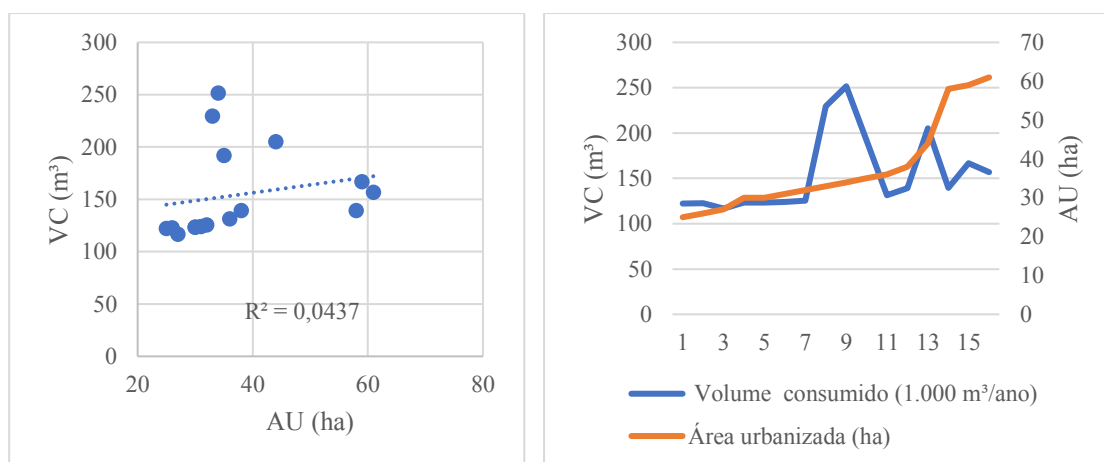 300
250
200
150
100
50
0
VC (m³)
R² = 0,0437
20 40 60 80
AU (ha)
300
250
200
150
100
50
0
VC (m³)
70
60
50
40
30
20
10
0
AU (ha)
1 3 5 7 9 11 13 15
Volume consumido (1.000 m³/ano)
Área urbanizada (ha)